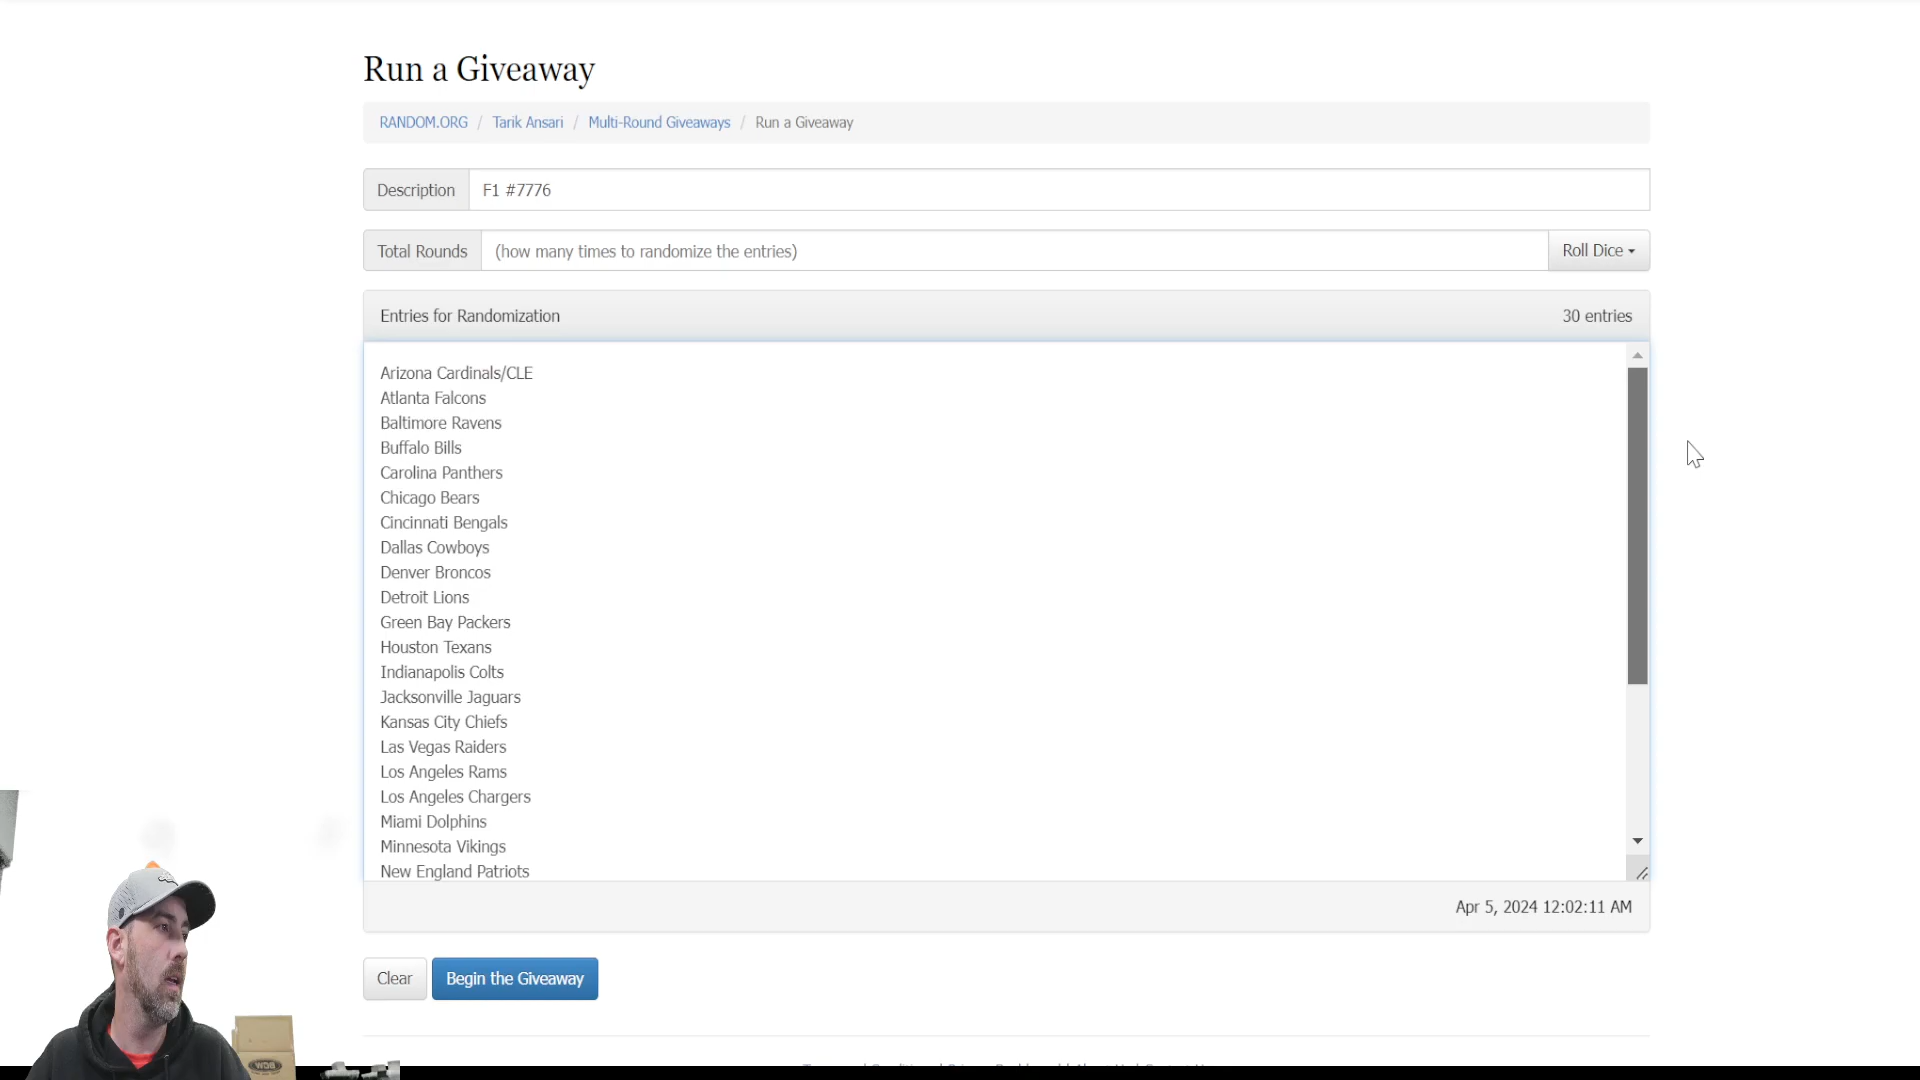 Run a Giveaway
RANDOM.ORG / Tarik Ansari / Multi-Round Giveaways / Run a Giveaway
Description F1 #7776
Total Rounds (how many times to randomize the entries) Roll Dice
Entries for Randomization 30 entries
Arizona Cardinals/CLE
Atlanta Falcons
Baltimore Ravens
Buffalo Bills
Carolina Panthers
Chicago Bears
Cincinnati Bengals
Dallas Cowboys
Denver Broncos
Detroit Lions
Green Bay Packers
Houston Texans
Indianapolis Colts
Jacksonville Jaguars
Kansas City Chiefs
Las Vegas Raiders
Los Angeles Rams
Los Angeles Chargers
Miami Dolphins
Minnesota Vikings
New England Patriots
Apr 5, 2024 12:02:11 AM
Clear Begin the Giveaway